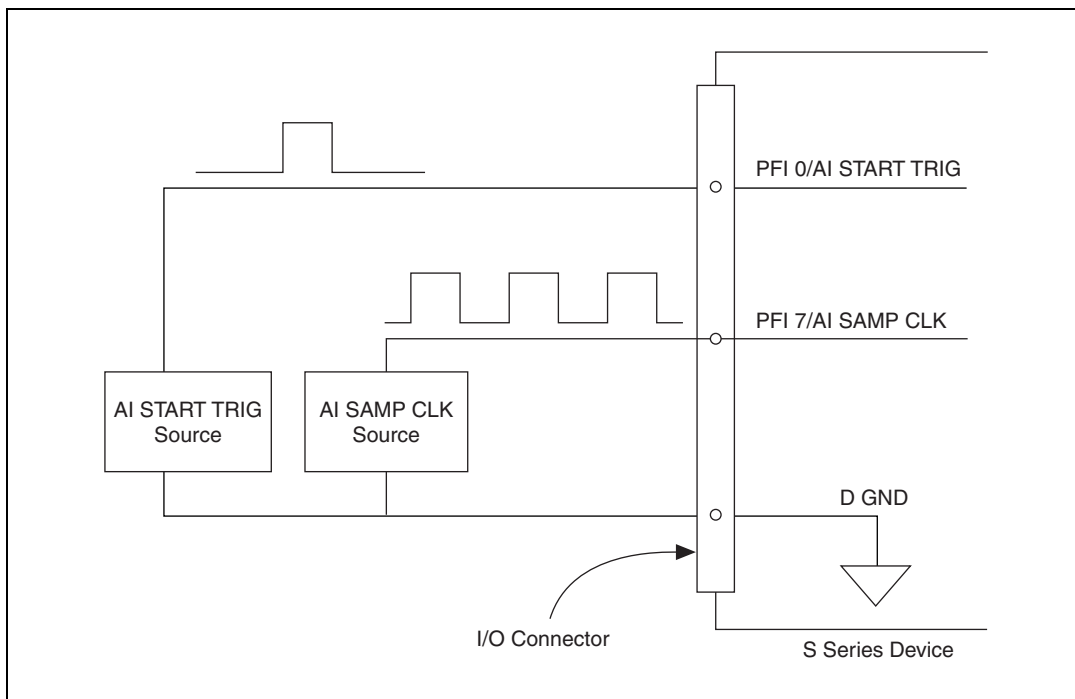 PFI 0/AI START TRIG
PFI 7/AI SAMP CLK
AI START TRIG
Source
AI SAMP CLK
Source
D GND
I/O Connector
S Series Device